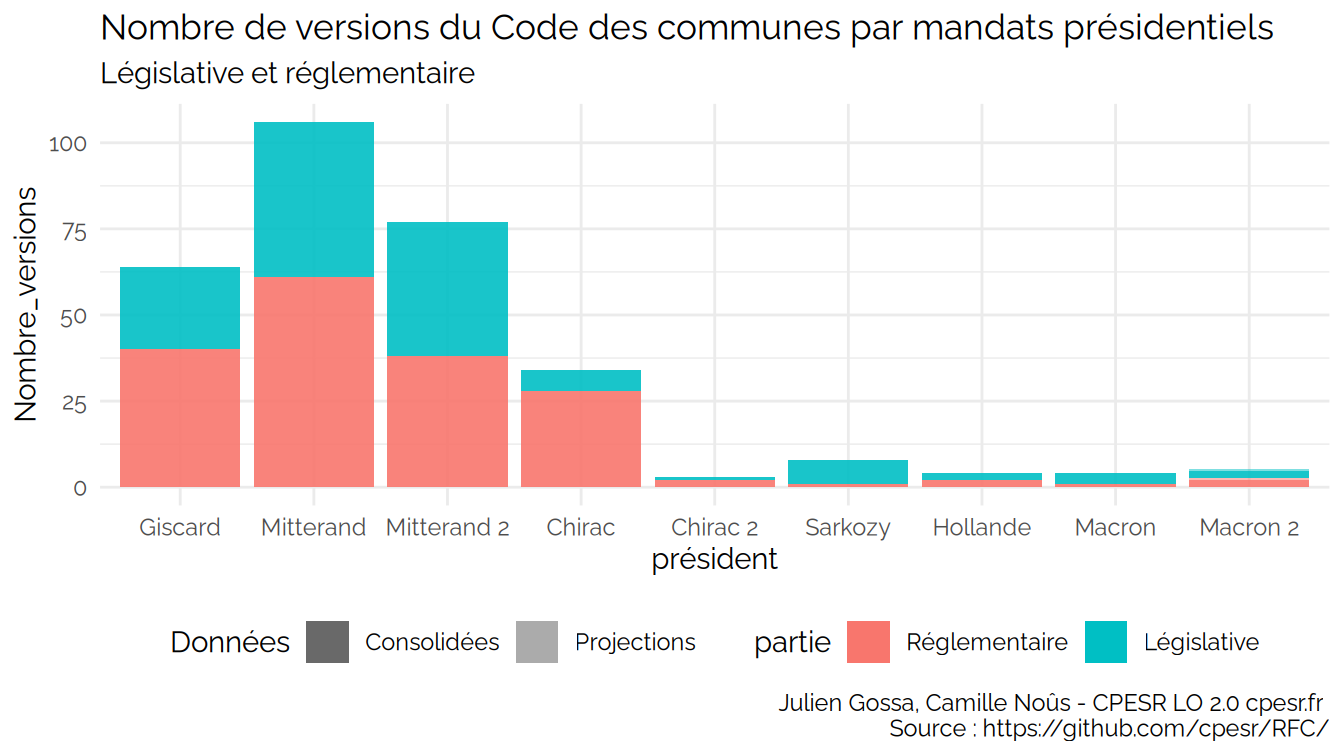 Nombre de versions du Code des communes par mandats présidentiels
Législative et réglementaire
Nombre_versions
100
75
50
25
0
Giscard Mitterand Mitterand 2 Chirac Chirac 2 Sarkozy Hollande Macron Macron 2
président
Données Consolidées Projections partie Réglementaire Législative
Julien Gossa, Camille Noûs - CPESR LO 2.0 cpesr.fr
Source : https://github.com/cpesr/RFC/